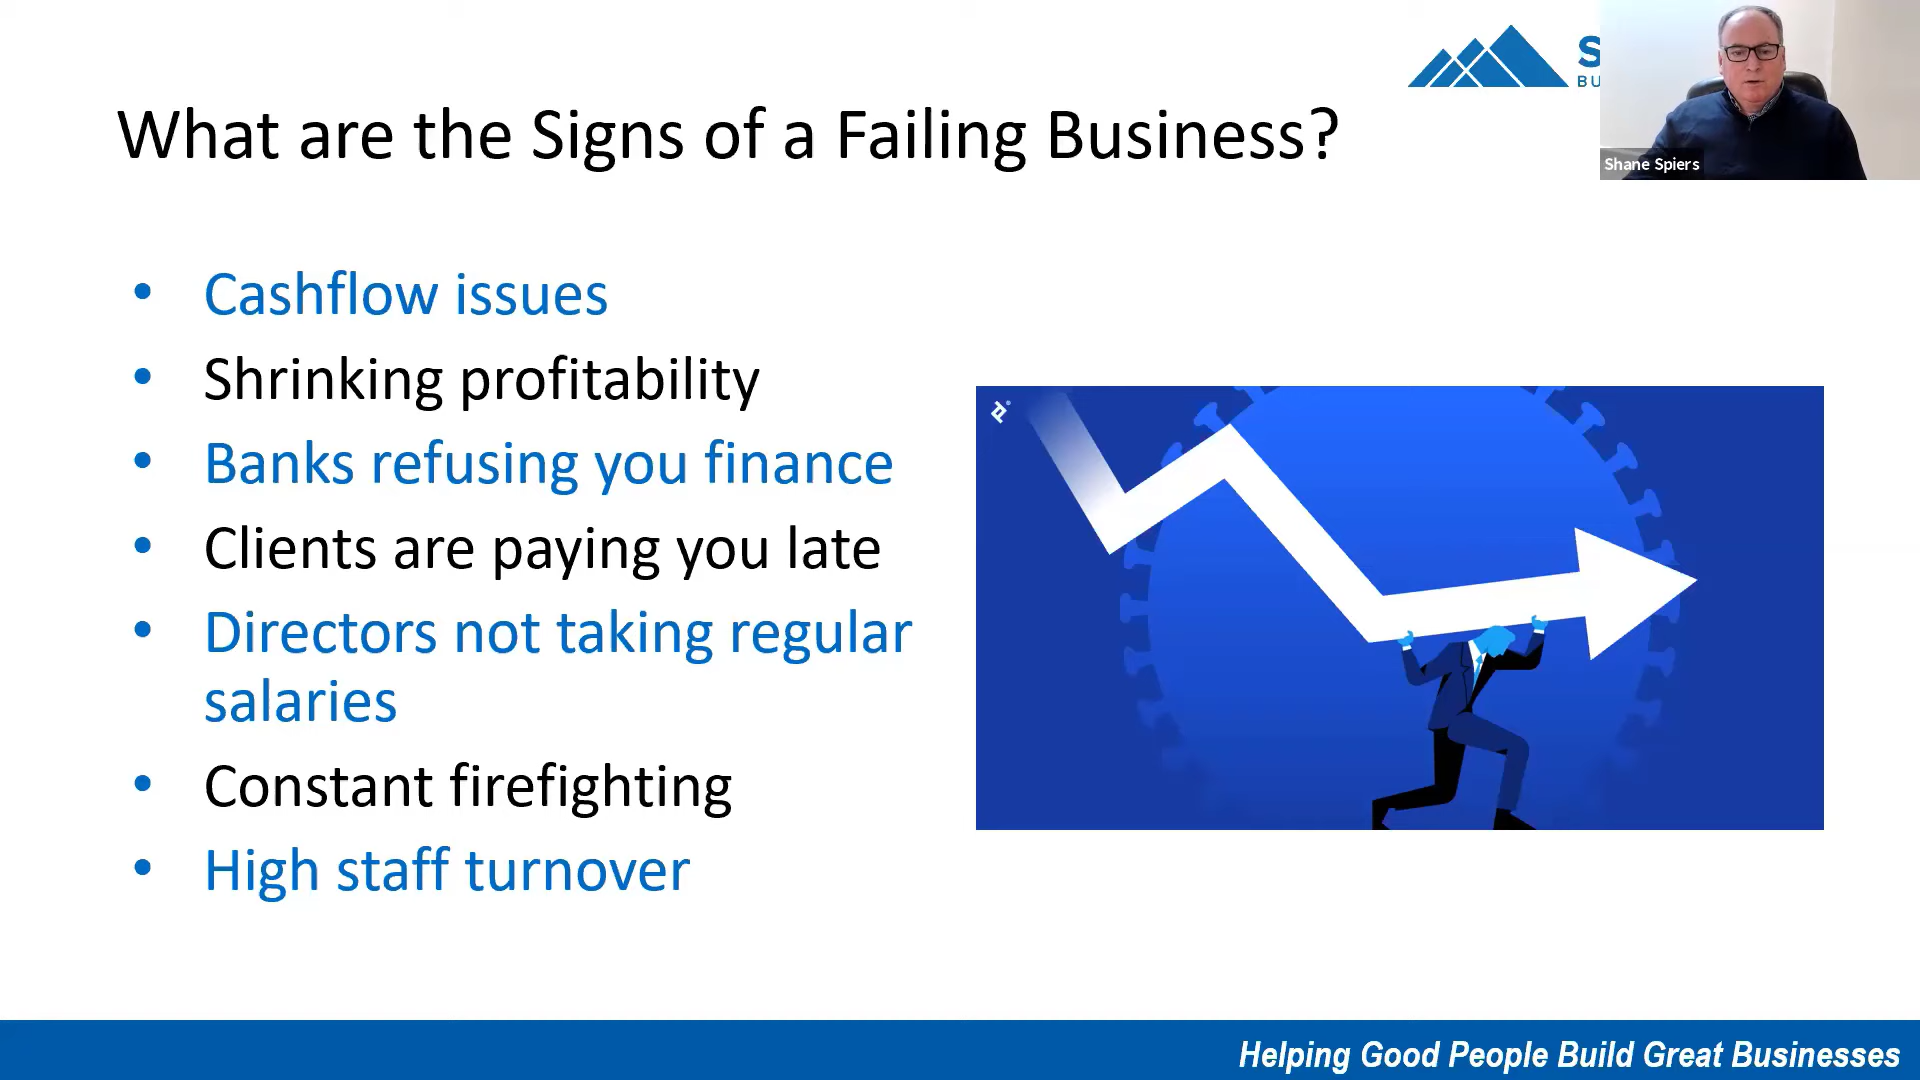 What are the Signs of a Failing Business?
Shane Spiers
• Cashflow issues
• Shrinking profitability
• Banks refusing you finance
• Clients are paying you late
• Directors not taking regular
salaries
• Constant firefighting
• High staff turnover
Helping Good People Build Great Businesses